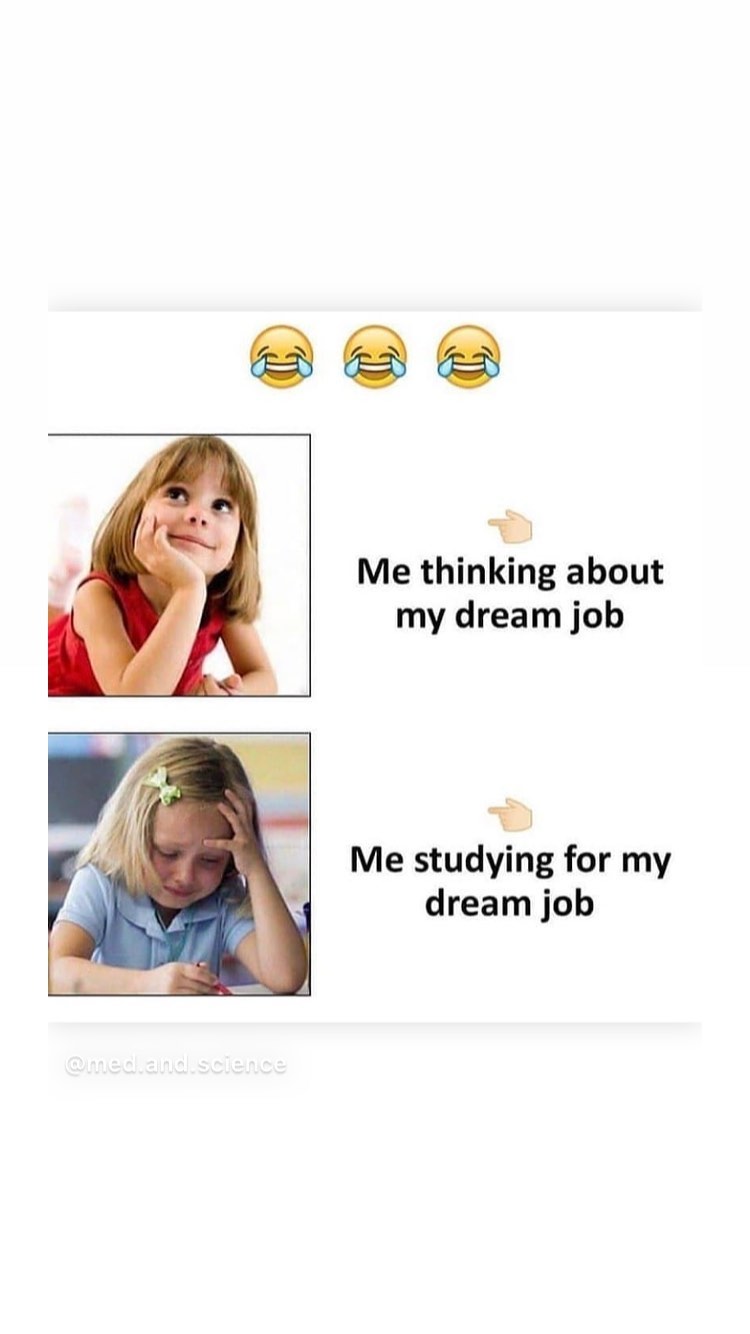 Me thinking about
my dream job
Me studying for my
dream job
@med.and.science